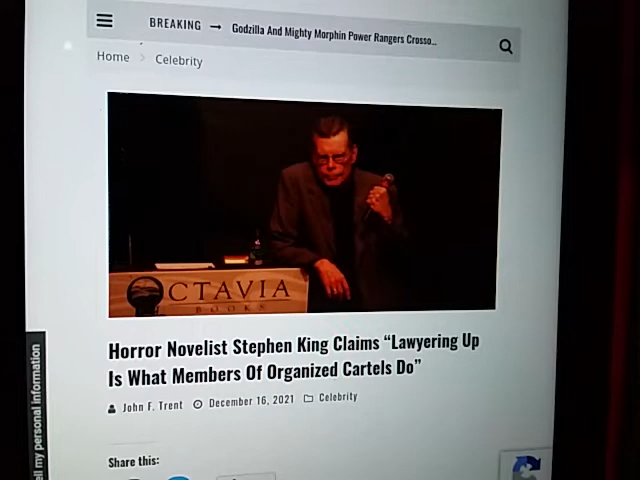 BREAKING → Godzilla And Mighty Morphin Power Rangers Crosso...
Home > Celebrity
OCTAVIA
BOOKS
Horror Novelist Stephen King Claims “Lawyering Up
Is What Members Of Organized Cartels Do”
John F. Trent December 16, 2021 Celebrity
Share this:
ell my personal information